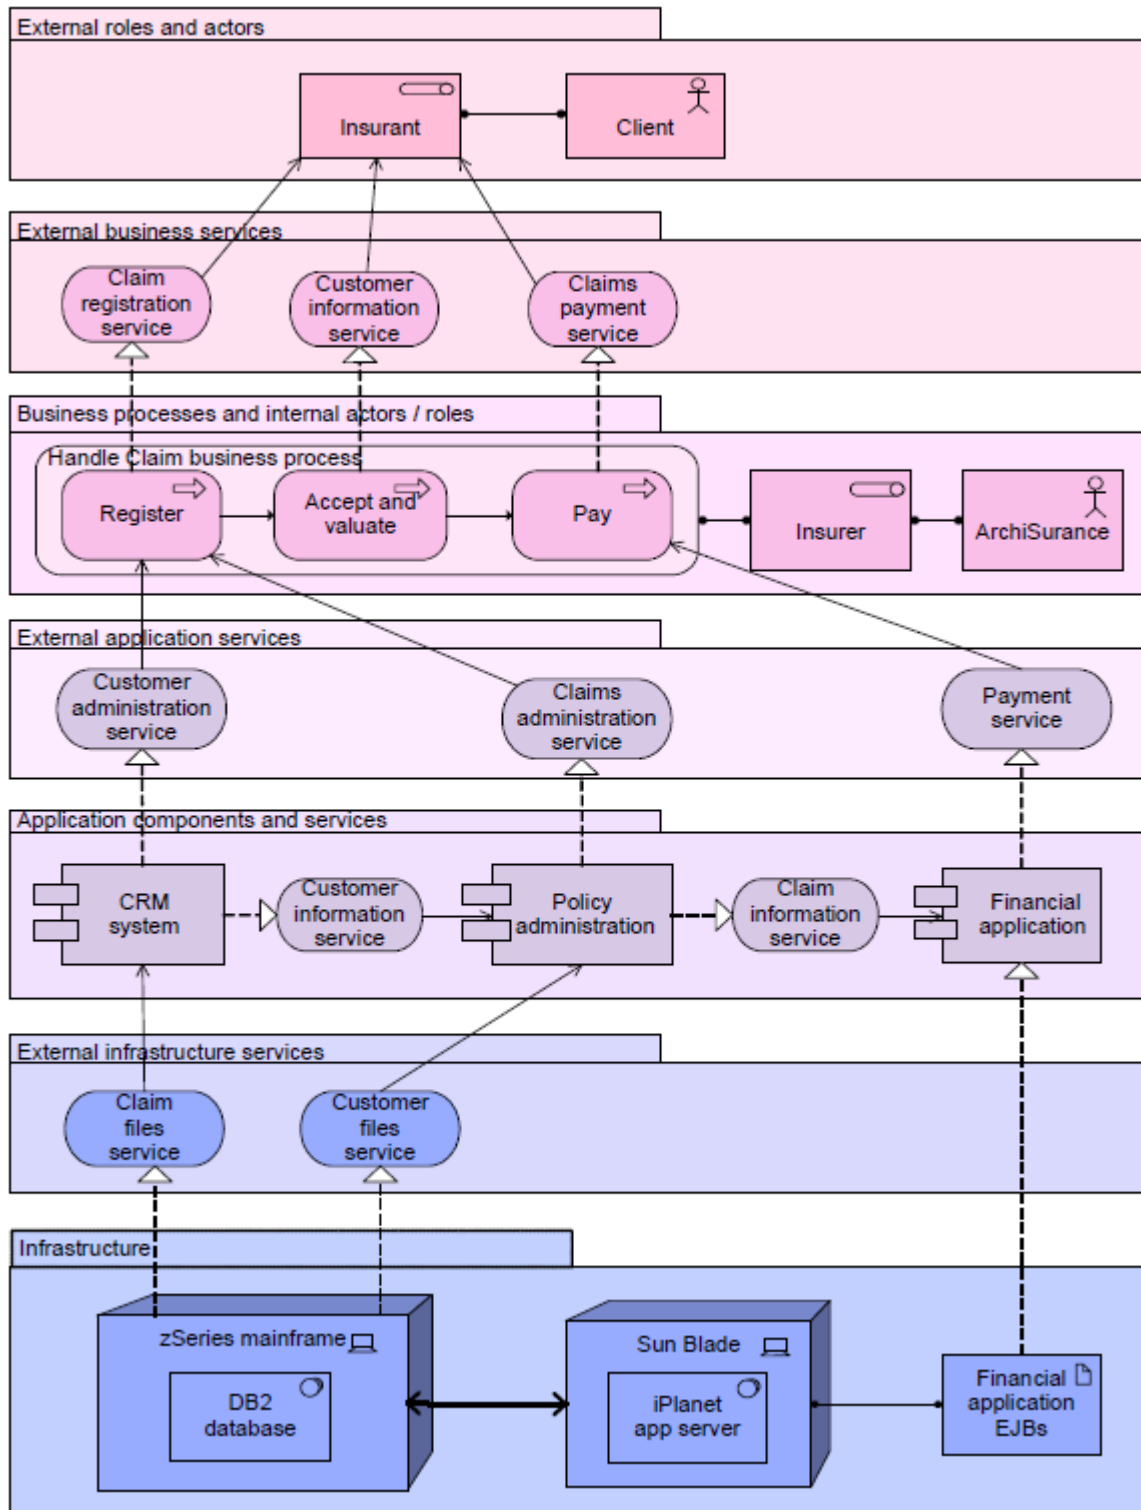 External roles and actors
Insurant
Client
External business services
Claim
registration
service
Customer
information
service
Claims
payment
service
Business processes and internal actors / roles
Handle Claim business process
Register
Accept and
valuate
Pay
Insurer
ArchiSurance
External application services
Customer
administration
service
Claims
administration
service
Payment
service
Application components and services
CRM
system
Customer
information
service
Policy
administration
Claim
information
service
Financial
application
External infrastructure services
Claim
files
service
Customer
files
service
Infrastructure
zSeries mainframe
DB2
database
Sun Blade
iPlanet
app server
Financial
application
EJBs